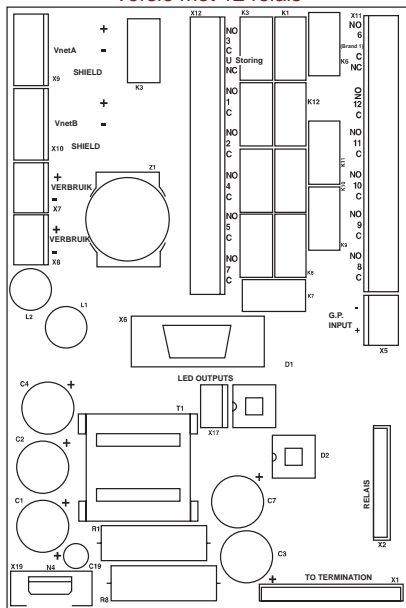 X12
K3
K1
X11
NO
3
C
U
NC
Storing
NO
6
(Brand 1)
C
NC
K6
VnetA
+
-
SHIELD
X9
K3
VnetB
+
-
SHIELD
X10
NO
1
C
K12
NO
12
C
NO
2
C
NO
11
C
K11
K10
+
VERBRUIK
-
X7
Z1
NO
4
C
NO
10
C
+
VERBRUIK
-
X8
NO
5
C
K9
NO
9
C
NO
7
C
K8
NO
8
C
L2
L1
K7
X6
D1
-
G.P.
INPUT
+
X5
LED OUTPUTS
C4
+
T1
X17
C2
+
D2
RELAIS
X2
C1
+
C7
+
R1
C3
+
X19
N4
+
C19
R8
TO TERMINATION
X1